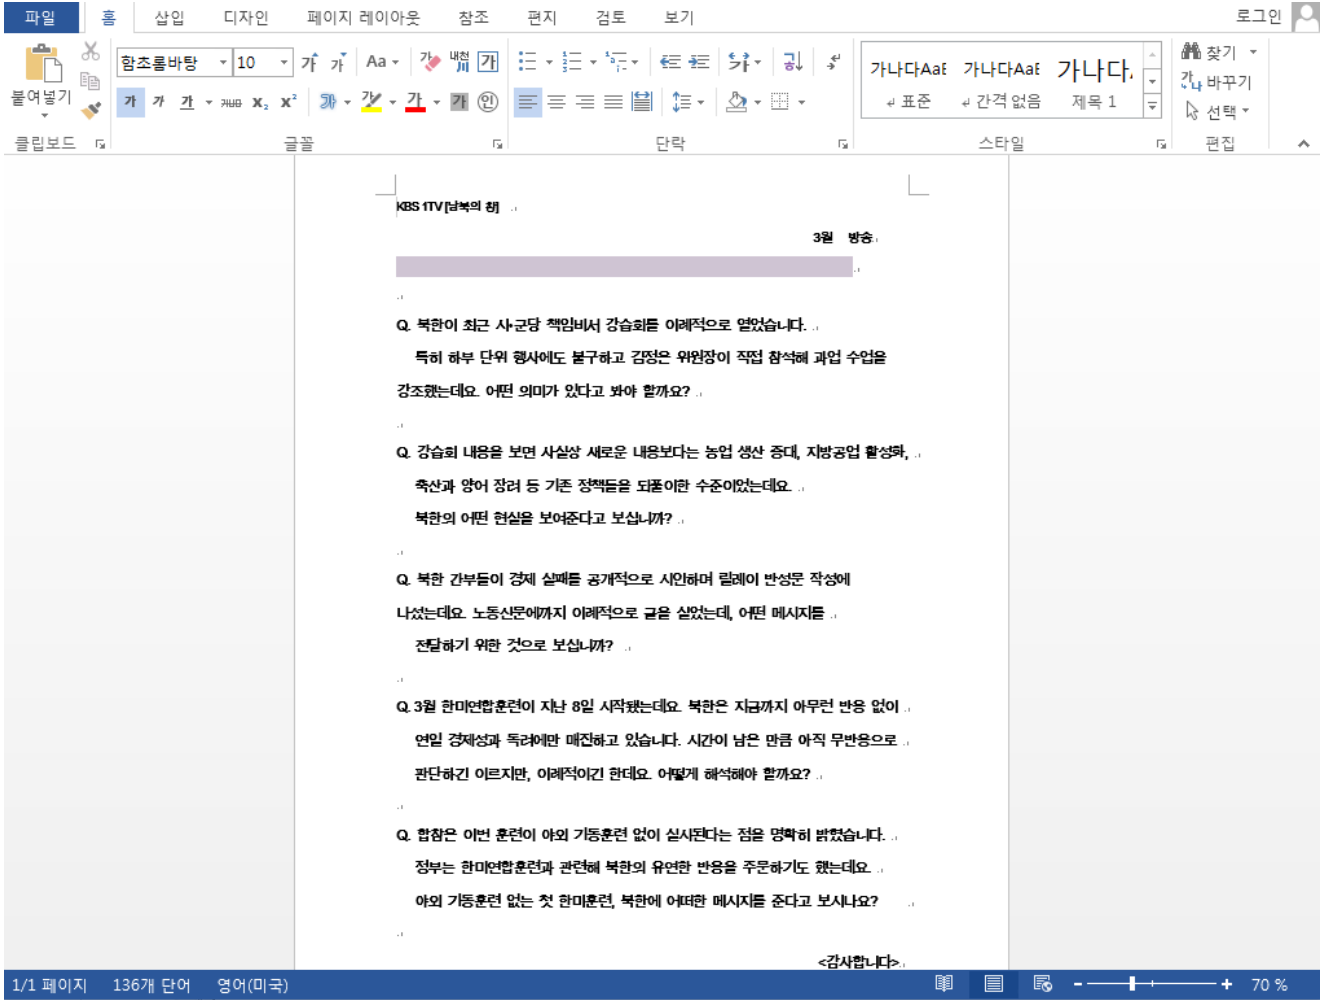 파일 홈 삽입 디자인 페이지 레이아웃 참조 편지 검토 보기 로그인
함초롬바탕 10 가 가 Aa 가 내천 川 가 찾기
붙여넣기 가나다AaB 가나다AaB 가나다. 바꾸기
가 가 가 가나다 X₂ X² 가 가 가 가 인 표준 간격 없음 제목 1 선택
클립보드 글꼴 단락 스타일 편집
KBS 1TV [남북의 창]
3월 방송
Q. 북한이 최근 시·군당 책임비서 강습회를 이례적으로 열었습니다.
특히 하부 단위 행사에도 불구하고 김정은 위원장이 직접 참석해 과업 수업을
강조했는데요. 어떤 의미가 있다고 봐야 할까요?
Q. 강습회 내용을 보면 사실상 새로운 내용보다는 농업 생산 증대, 지방공업 활성화,
축산과 양어 장려 등 기존 정책들을 되풀이한 수준이었는데요.
북한의 어떤 현실을 보여준다고 보십니까?
Q. 북한 간부들이 경제 실패를 공개적으로 시인하며 릴레이 반성문 작성에
나섰는데요. 노동신문에까지 이례적으로 글을 실었는데, 어떤 메시지를
전달하기 위한 것으로 보십니까?
Q. 3월 한미연합훈련이 지난 8일 시작됐는데요. 북한은 지금까지 아무런 반응 없이
연일 경제성과 독려에만 매진하고 있습니다. 시간이 남은 만큼 아직 무반응으로
판단하긴 이르지만, 이례적이긴 한데요. 어떻게 해석해야 할까요?
Q. 합참은 이번 훈련이 야외 기동훈련 없이 실시된다는 점을 명확히 밝혔습니다.
정부는 한미연합훈련과 관련해 북한의 유연한 반응을 주문하기도 했는데요.
야외 기동훈련 없는 첫 한미훈련, 북한에 어떠한 메시지를 준다고 보시나요?
<감사합니다>
1/1 페이지 136개 단어 영어(미국) 70 %